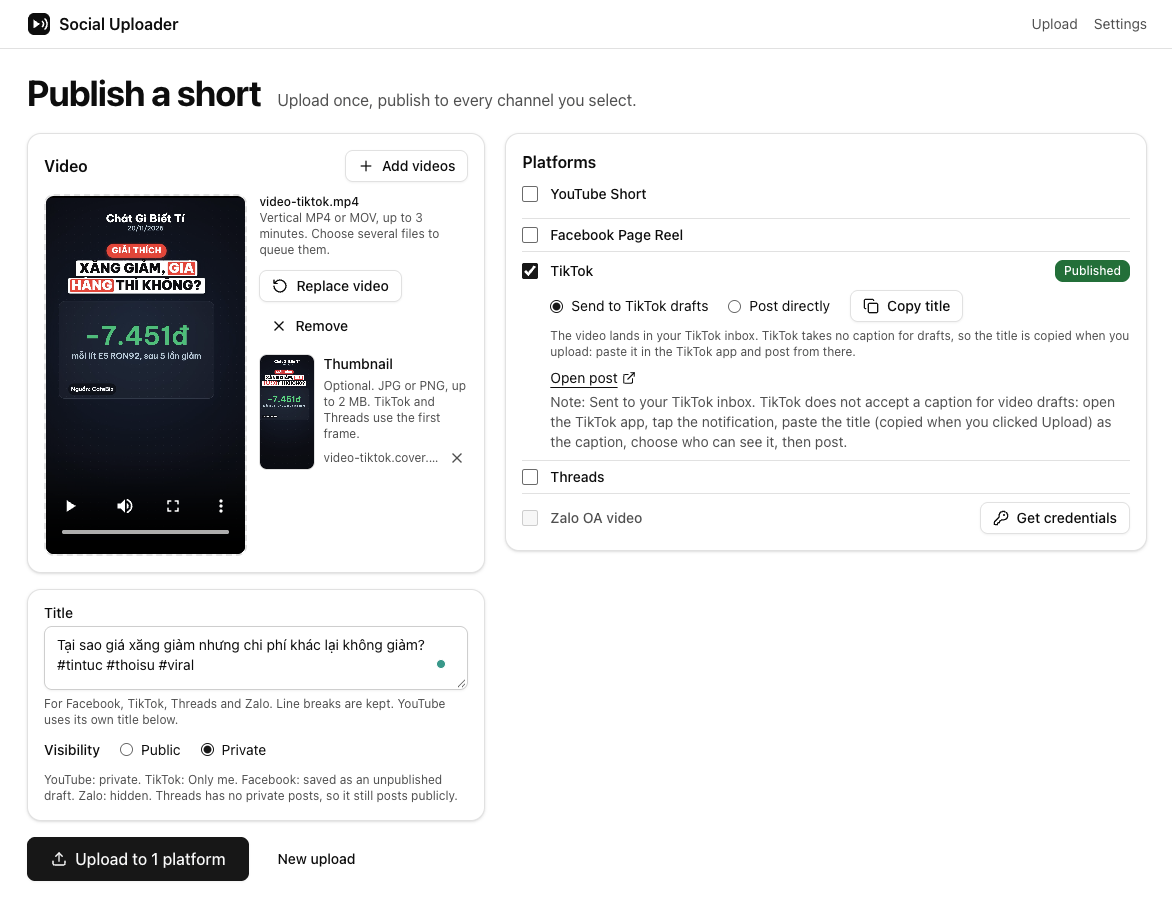 Social Uploader
Upload
Settings
Publish a short
Upload once, publish to every channel you select.
Video
Add videos
Chát Gì Biết Tí
20/11/2026
GIẢI THÍCH
XĂNG GIẢM, GIÁ
HÀNG THÌ KHÔNG?
−7.451đ
mỗi lít E5 RON92, sau 5 lần giảm
video-tiktok.mp4
Vertical MP4 or MOV, up to 3
minutes. Choose several files to
queue them.
Replace video
Remove
Thumbnail
Optional. JPG or PNG, up
to 2 MB. TikTok and
Threads use the first
frame.
video-tiktok.cover....
Title
Tại sao giá xăng giảm nhưng chi phí khác lại không giảm?
#tintuc #thoisu #viral
For Facebook, TikTok, Threads and Zalo. Line breaks are kept. YouTube
uses its own title below.
Visibility
Public
Private
YouTube: private. TikTok: Only me. Facebook: saved as an unpublished
draft. Zalo: hidden. Threads has no private posts, so it still posts publicly.
Upload to 1 platform
New upload
Platforms
YouTube Short
Facebook Page Reel
TikTok
Published
Send to TikTok drafts
Post directly
Copy title
The video lands in your TikTok inbox. TikTok takes no caption for drafts, so the title is copied when you
upload: paste it in the TikTok app and post from there.
Open post
Note: Sent to your TikTok inbox. TikTok does not accept a caption for video drafts: open
the TikTok app, tap the notification, paste the title (copied when you clicked Upload) as
the caption, choose who can see it, then post.
Threads
Zalo OA video
Get credentials